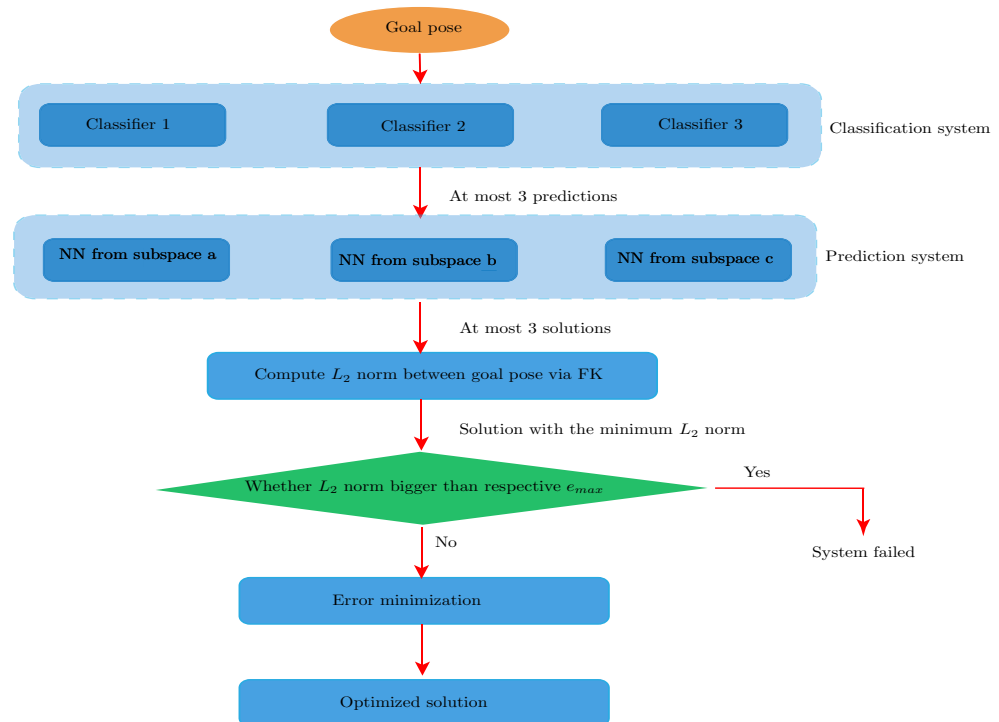 Goal pose
Classifier 1
Classifier 2
Classifier 3
Classification system
At most 3 predictions
NN from subspace a
NN from subspace b
NN from subspace c
Prediction system
At most 3 solutions
Compute L₂ norm between goal pose via FK
Solution with the minimum L₂ norm
Whether L₂ norm bigger than respective eₘₐₓ
Yes
No
System failed
Error minimization
Optimized solution